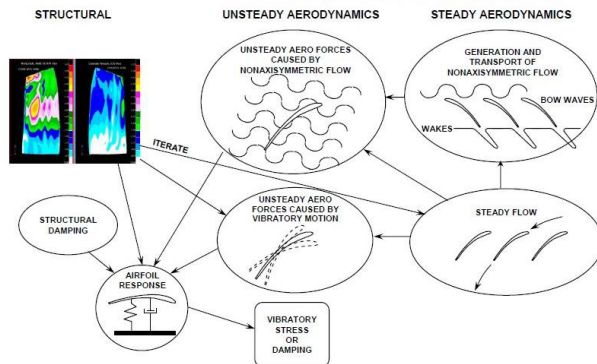 STRUCTURAL
UNSTEADY AERODYNAMICS
STEADY AERODYNAMICS
UNSTEADY AERO FORCES
CAUSED BY
NONAXISYMMETRIC FLOW
GENERATION AND
TRANSPORT OF
NONAXISYMETRIC FLOW
BOW WAVES
WAKES
ITERATE
STRUCTURAL
DAMPING
UNSTEADY AERO
FORCES CAUSED BY
VIBRATORY MOTION
STEADY FLOW
AIRFOIL
RESPONSE
VIBRATORY
STRESS
OR
DAMPING